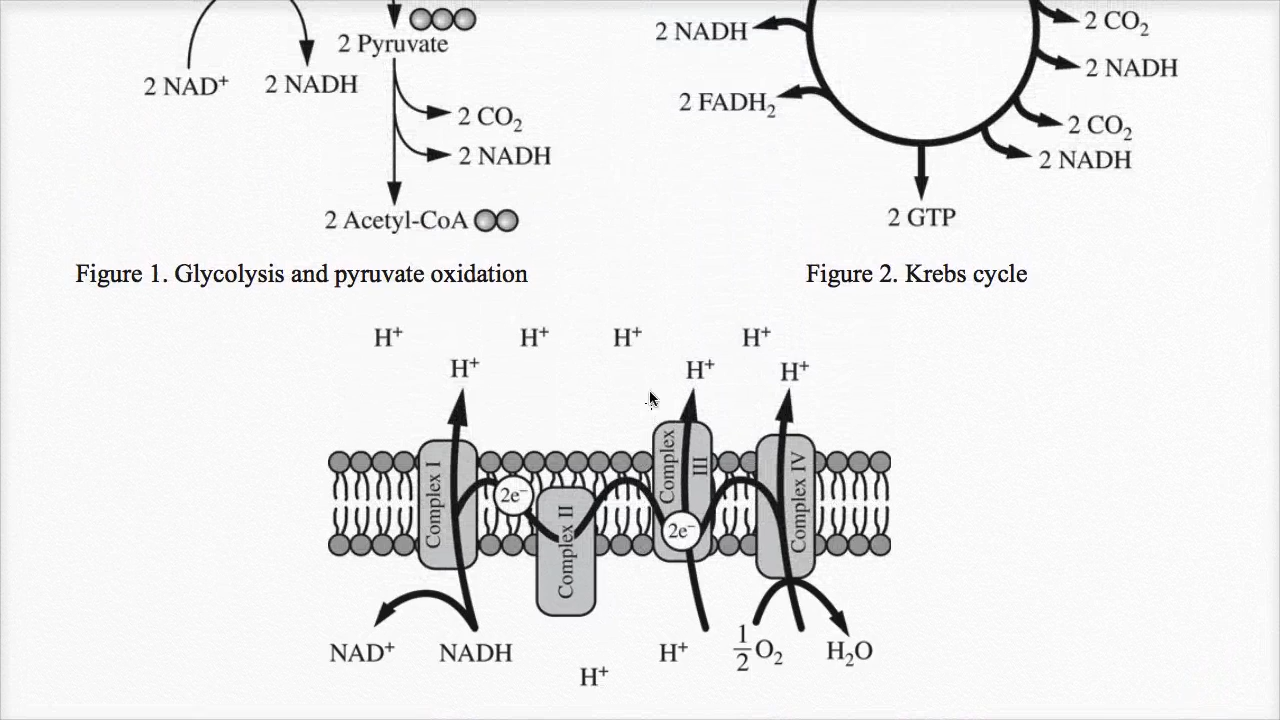 2 Pyruvate
2 NAD⁺
2 NADH
2 CO₂
2 NADH
2 Acetyl-CoA
Figure 1. Glycolysis and pyruvate oxidation
2 NADH
2 FADH₂
2 CO₂
2 NADH
2 CO₂
2 NADH
2 GTP
Figure 2. Krebs cycle
H⁺
H⁺
H⁺
H⁺
H⁺
H⁺
H⁺
Complex I
2e⁻
Complex II
Complex
III
2e⁻
Complex IV
NAD⁺
NADH
H⁺
H⁺
1/2 O₂
H₂O